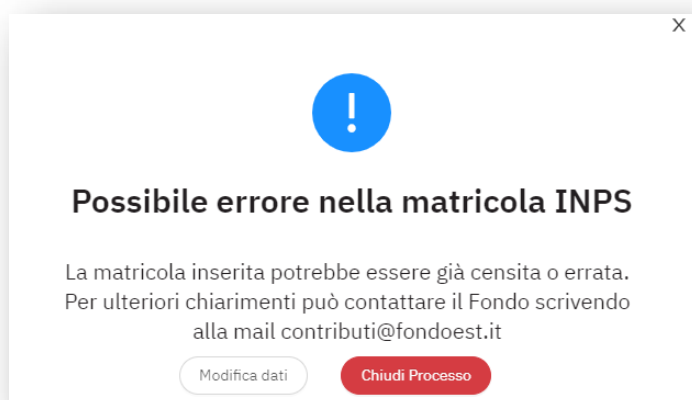 X
!
Possibile errore nella matricola INPS
La matricola inserita potrebbe essere già censita o errata.
Per ulteriori chiarimenti può contattare il Fondo scrivendo
alla mail contributi@fondoest.it
Modifica dati
Chiudi Processo